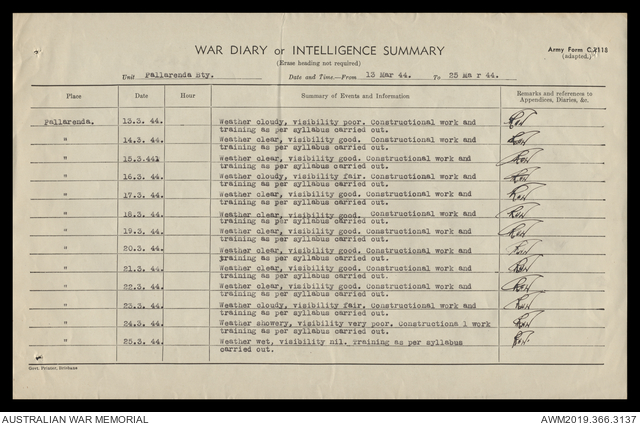 WAR DIARY or INTELLIGENCE SUMMARY
(Erase heading not required)
Army Form C.2118
(adapted.)
Unit Pallarenda Bty. Date and Time.—From 13 Mar 44. To 25 Ma r 44.
Place Date Hour Summary of Events and Information Remarks and references to
Appendices, Diaries, &c.
Pallarenda. 13.3. 44. Weather cloudy, visibility poor. Constructional work and
training as per syllabus carried out.
" 14.3. 44. Weather clear, visibility good. Constructional work and
training as per syllabus carried out.
" 15.3.44. Weather clear, visibility good. Constructional work and
training as per syllabus carried out.
" 16.3. 44. Weather cloudy, visibility fair. Constructional work and
training as per syllabus carried out.
" 17.3. 44. Weather clear, visibility good. Constructional work and
training as per syllabus carried out.
" 18.3. 44. Weather clear, visibility good. Constructional work and
training as per syllabus carried out.
" 19.3. 44. Weather clear, visibility good. Constructional work and
training as per syllabus carried out.
" 20.3. 44. Weather clear, visibility good. Constructional work and
training as per syllabus carried out.
" 21.3. 44. Weather clear, visibility good. Constructional work and
training as per syllabus carried out.
" 22.3. 44. Weather clear, visibility good. Constructional work and
training as per syllabus carried out.
" 23.3. 44. Weather cloudy, visibility fair. Constructional work and
training as per syllabus carried out.
" 24.3. 44. Weather showery, visibility very poor. Constructiona l work
training as per syllabus carried out.
" 25.3. 44. Weather wet, visibility nil. Training as per syllabus
carried out.
Govt. Printer, Brisbane
AUSTRALIAN WAR MEMORIAL AWM2019.366.3137